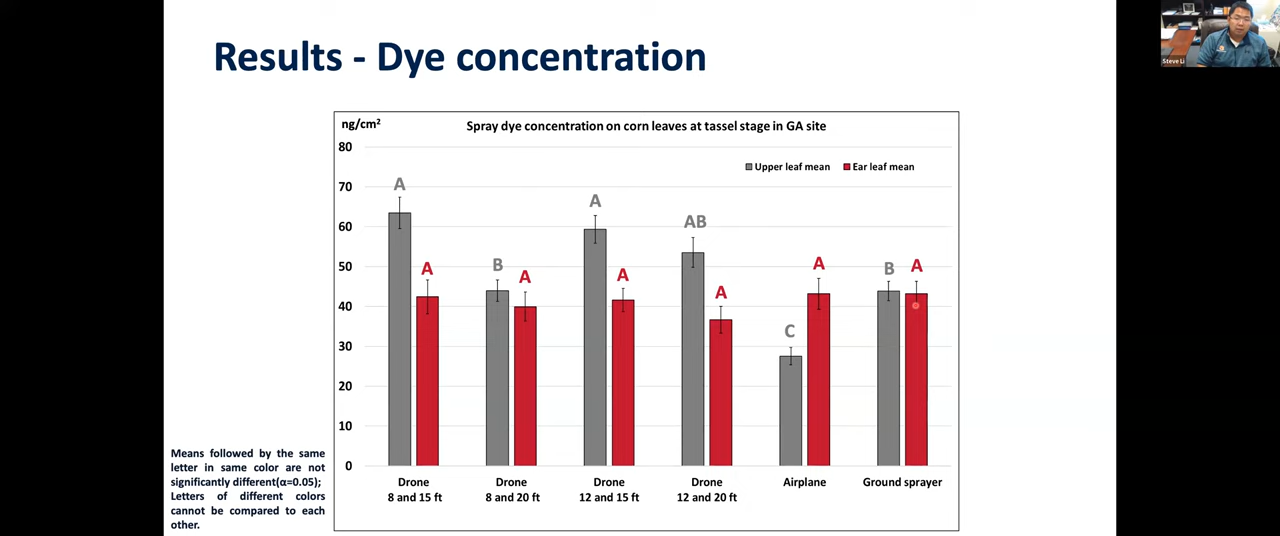 Results - Dye concentration
Steve Li
ng/cm²
Spray dye concentration on corn leaves at tassel stage in GA site
Upper leaf mean
Ear leaf mean
80
70
60
50
40
30
20
10
0
A
A
B
A
A
A
AB
A
C
A
B
A
Drone
8 and 15 ft
Drone
8 and 20 ft
Drone
12 and 15 ft
Drone
12 and 20 ft
Airplane
Ground sprayer
Means followed by the same
letter in same color are not
significantly different(α=0.05);
Letters of different colors
cannot be compared to each
other.